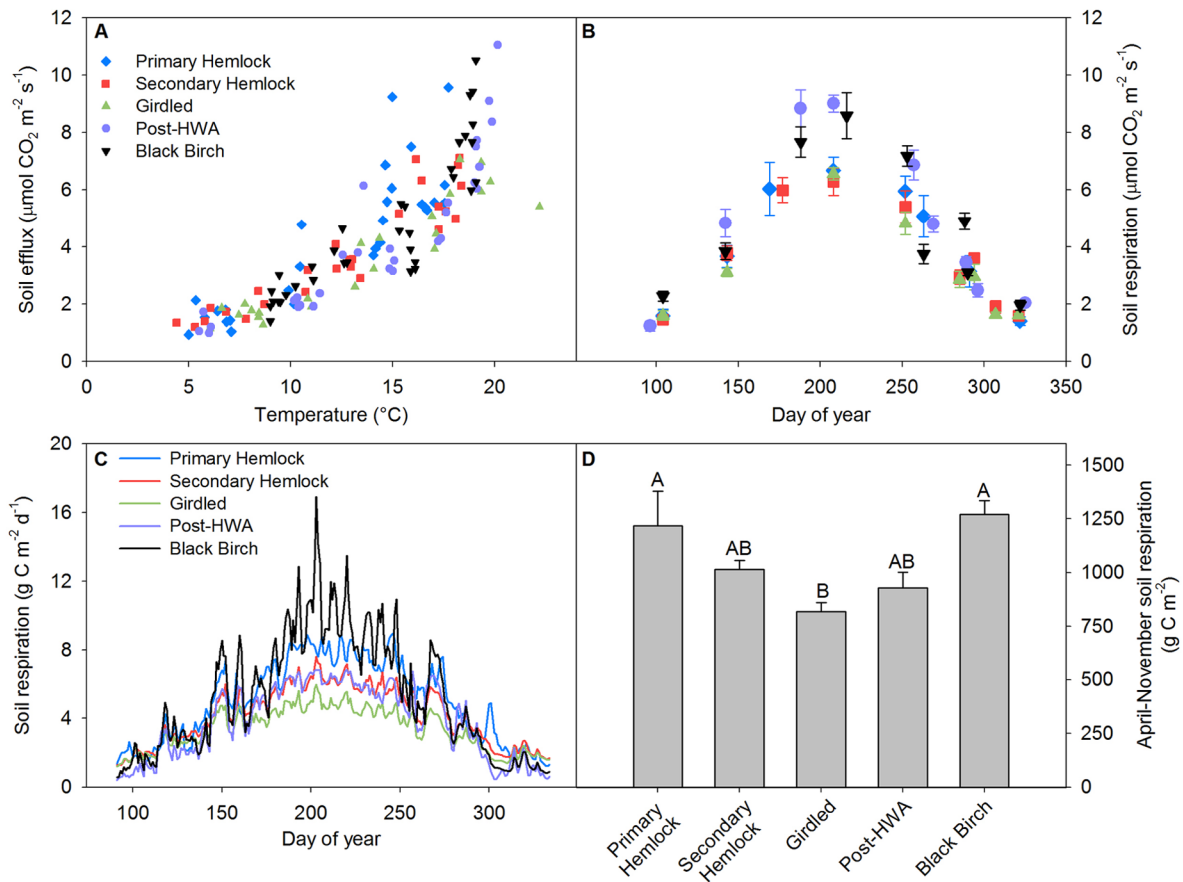 A
Primary Hemlock
Secondary Hemlock
Girdled
Post-HWA
Black Birch
Soil efflux (µmol CO2 m-2 s-1)
0
2
4
6
8
10
12
0
5
10
15
20
Temperature (°C)
B
Soil respiration (µmol CO2 m-2 s-1)
0
2
4
6
8
10
12
100
150
200
250
300
350
Day of year
C
Primary Hemlock
Secondary Hemlock
Girdled
Post-HWA
Black Birch
Soil respiration (g C m-2 d-1)
0
4
8
12
16
20
100
150
200
250
300
Day of year
D
A
AB
B
AB
A
April-November soil respiration
(g C m-2)
0
250
500
750
1000
1250
1500
Primary
Hemlock
Secondary
Hemlock
Girdled
Post-HWA
Black Birch